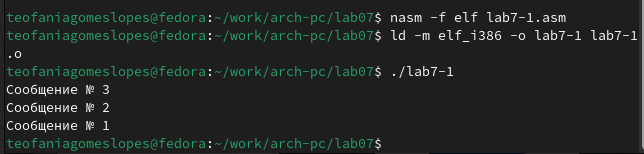 teofaniagomeslopes@fedora:~/work/arch-pc/lab07$ nasm -f elf lab7-1.asm
teofaniagomeslopes@fedora:~/work/arch-pc/lab07$ ld -m elf_i386 -o lab7-1 lab7-1
.o
teofaniagomeslopes@fedora:~/work/arch-pc/lab07$ ./lab7-1
Сообщение № 3
Сообщение № 2
Сообщение № 1
teofaniagomeslopes@fedora:~/work/arch-pc/lab07$